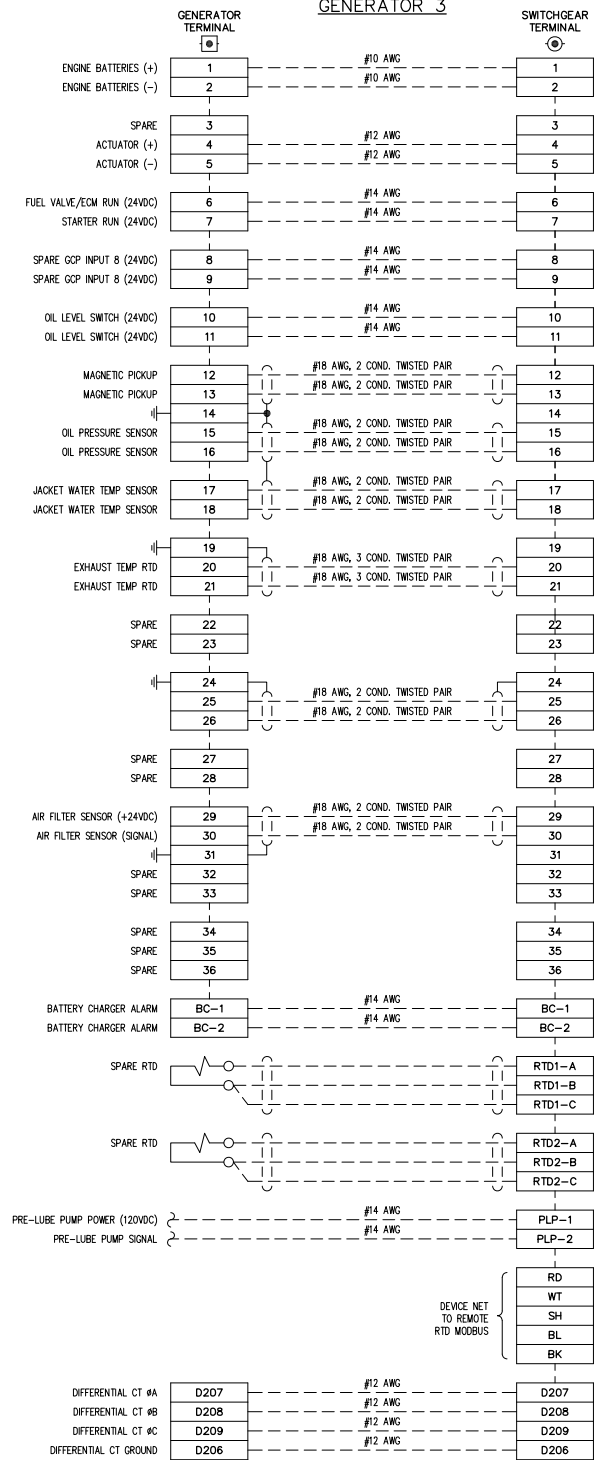 GENERATOR 3
GENERATOR TERMINAL
SWITCHGEAR TERMINAL
ENGINE BATTERIES (+) 1 #10 AWG 1
ENGINE BATTERIES (−) 2 #10 AWG 2
SPARE 3 3
ACTUATOR (+) 4 #12 AWG 4
ACTUATOR (−) 5 #12 AWG 5
FUEL VALVE/ECM RUN (24VDC) 6 #14 AWG 6
STARTER RUN (24VDC) 7 #14 AWG 7
SPARE GCP INPUT 8 (24VDC) 8 #14 AWG 8
SPARE GCP INPUT 8 (24VDC) 9 #14 AWG 9
OIL LEVEL SWITCH (24VDC) 10 #14 AWG 10
OIL LEVEL SWITCH (24VDC) 11 #14 AWG 11
MAGNETIC PICKUP 12 #18 AWG, 2 COND. TWISTED PAIR 12
MAGNETIC PICKUP 13 #18 AWG, 2 COND. TWISTED PAIR 13
14 14
OIL PRESSURE SENSOR 15 #18 AWG, 2 COND. TWISTED PAIR 15
OIL PRESSURE SENSOR 16 #18 AWG, 2 COND. TWISTED PAIR 16
JACKET WATER TEMP SENSOR 17 #18 AWG, 2 COND. TWISTED PAIR 17
JACKET WATER TEMP SENSOR 18 #18 AWG, 2 COND. TWISTED PAIR 18
19 19
EXHAUST TEMP RTD 20 #18 AWG, 3 COND. TWISTED PAIR 20
EXHAUST TEMP RTD 21 #18 AWG, 3 COND. TWISTED PAIR 21
SPARE 22 22
SPARE 23 23
24 24
25 #18 AWG, 2 COND. TWISTED PAIR 25
26 #18 AWG, 2 COND. TWISTED PAIR 26
SPARE 27 27
SPARE 28 28
AIR FILTER SENSOR (+24VDC) 29 #18 AWG, 2 COND. TWISTED PAIR 29
AIR FILTER SENSOR (SIGNAL) 30 #18 AWG, 2 COND. TWISTED PAIR 30
31 31
SPARE 32 32
SPARE 33 33
SPARE 34 34
SPARE 35 35
SPARE 36 36
BATTERY CHARGER ALARM BC−1 #14 AWG BC−1
BATTERY CHARGER ALARM BC−2 #14 AWG BC−2
SPARE RTD RTD1−A
RTD1−B
RTD1−C
SPARE RTD RTD2−A
RTD2−B
RTD2−C
PRE−LUBE PUMP POWER (120VDC) #14 AWG PLP−1
PRE−LUBE PUMP SIGNAL #14 AWG PLP−2
RD
WT
DEVICE NET
TO REMOTE SH
RTD MODBUS BL
BK
DIFFERENTIAL CT øA D207 #12 AWG D207
DIFFERENTIAL CT øB D208 #12 AWG D208
DIFFERENTIAL CT øC D209 #12 AWG D209
DIFFERENTIAL CT GROUND D206 #12 AWG D206